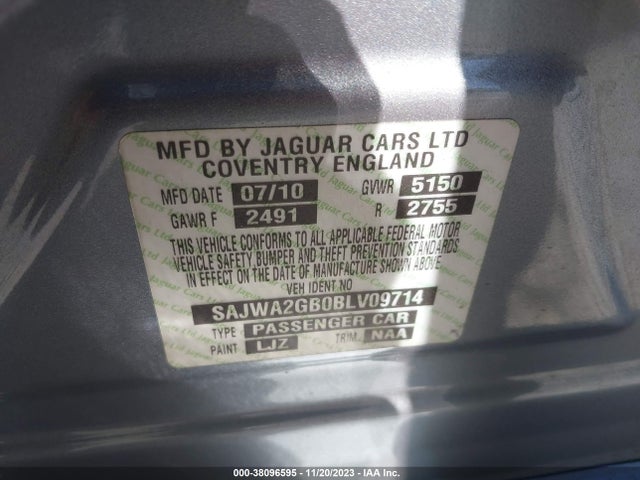 MFD BY JAGUAR CARS LTD
COVENTRY ENGLAND
MFD DATE 07/10 GVWR 5150
GAWR F 2491 R 2755
THIS VEHICLE CONFORMS TO ALL APPLICABLE FEDERAL MOTOR
VEHICLE SAFETY BUMPER AND THEFT PREVENTION STANDARDS
IN EFFECT ON THE DATE OF MANUFACTURE SHOWN ABOVE.
VEH IDENT NO
SAJWA2GB0BLV09714
TYPE PASSENGER CAR
PAINT LJZ TRIM NAA
000-38096595 - 11/20/2023 - IAA Inc.